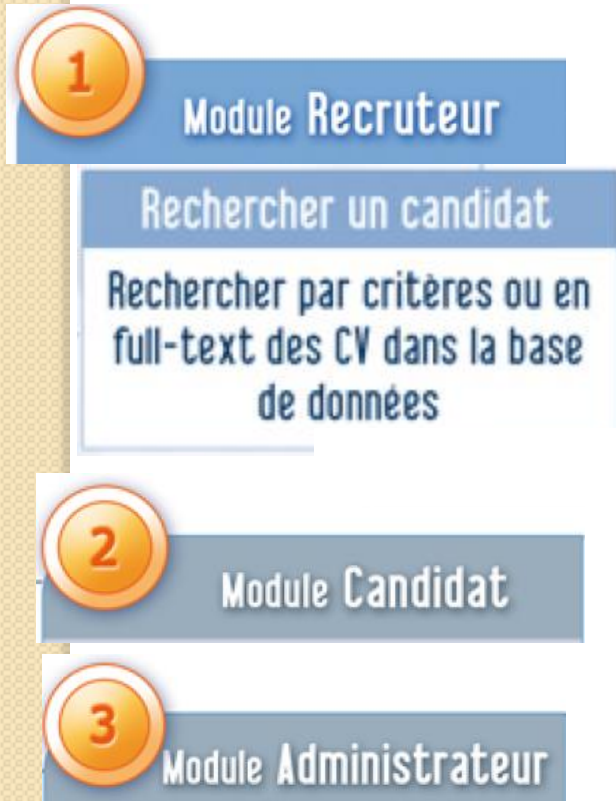 1
Module Recruteur
Rechercher un candidat
Rechercher par critères ou en
full-text des CV dans la base
de données
2
Module Candidat
3
Module Administrateur